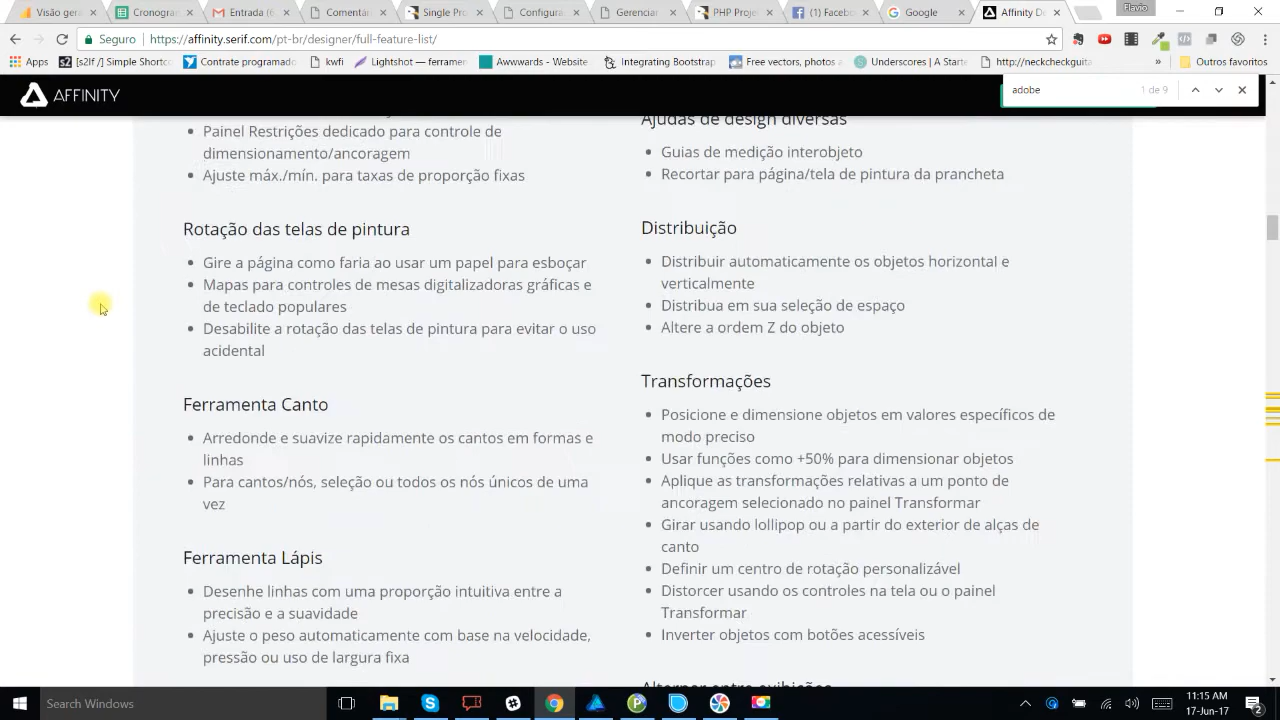 Visão ger
Cronogra
Entrada (
Comentár
Single Pro
Configura
Gerenciar
PHP Proje
(1) Facebo
Google
Affinity De
Flavio
Seguro
https://affinity.serif.com/pt-br/designer/full-feature-list/
Apps
[s2If /] Simple Shortc
Contrate programado
kwfi
Lightshot — ferrame
Awwwards - Website
Integrating Bootstrap
Free vectors, photos
Underscores | A Starte
http://neckcheckguita
»
Outros favoritos
AFFINITY
adobe
1 de 9
Painel Restrições dedicado para controle de
dimensionamento/ancoragem
Ajuste máx./mín. para taxas de proporção fixas
Rotação das telas de pintura
Gire a página como faria ao usar um papel para esboçar
Mapas para controles de mesas digitalizadoras gráficas e
de teclado populares
Desabilite a rotação das telas de pintura para evitar o uso
acidental
Ferramenta Canto
Arredonde e suavize rapidamente os cantos em formas e
linhas
Para cantos/nós, seleção ou todos os nós únicos de uma
vez
Ferramenta Lápis
Desenhe linhas com uma proporção intuitiva entre a
precisão e a suavidade
Ajuste o peso automaticamente com base na velocidade,
pressão ou uso de largura fixa
Ajudas de design diversas
Guias de medição interobjeto
Recortar para página/tela de pintura da prancheta
Distribuição
Distribuir automaticamente os objetos horizontal e
verticalmente
Distribua em sua seleção de espaço
Altere a ordem Z do objeto
Transformações
Posicione e dimensione objetos em valores específicos de
modo preciso
Usar funções como +50% para dimensionar objetos
Aplique as transformações relativas a um ponto de
ancoragem selecionado no painel Transformar
Girar usando lollipop ou a partir do exterior de alças de
canto
Definir um centro de rotação personalizável
Distorcer usando os controles na tela ou o painel
Transformar
Inverter objetos com botões acessíveis
Alternar entre exibições
Search Windows
11:15 AM
17-Jun-17
2